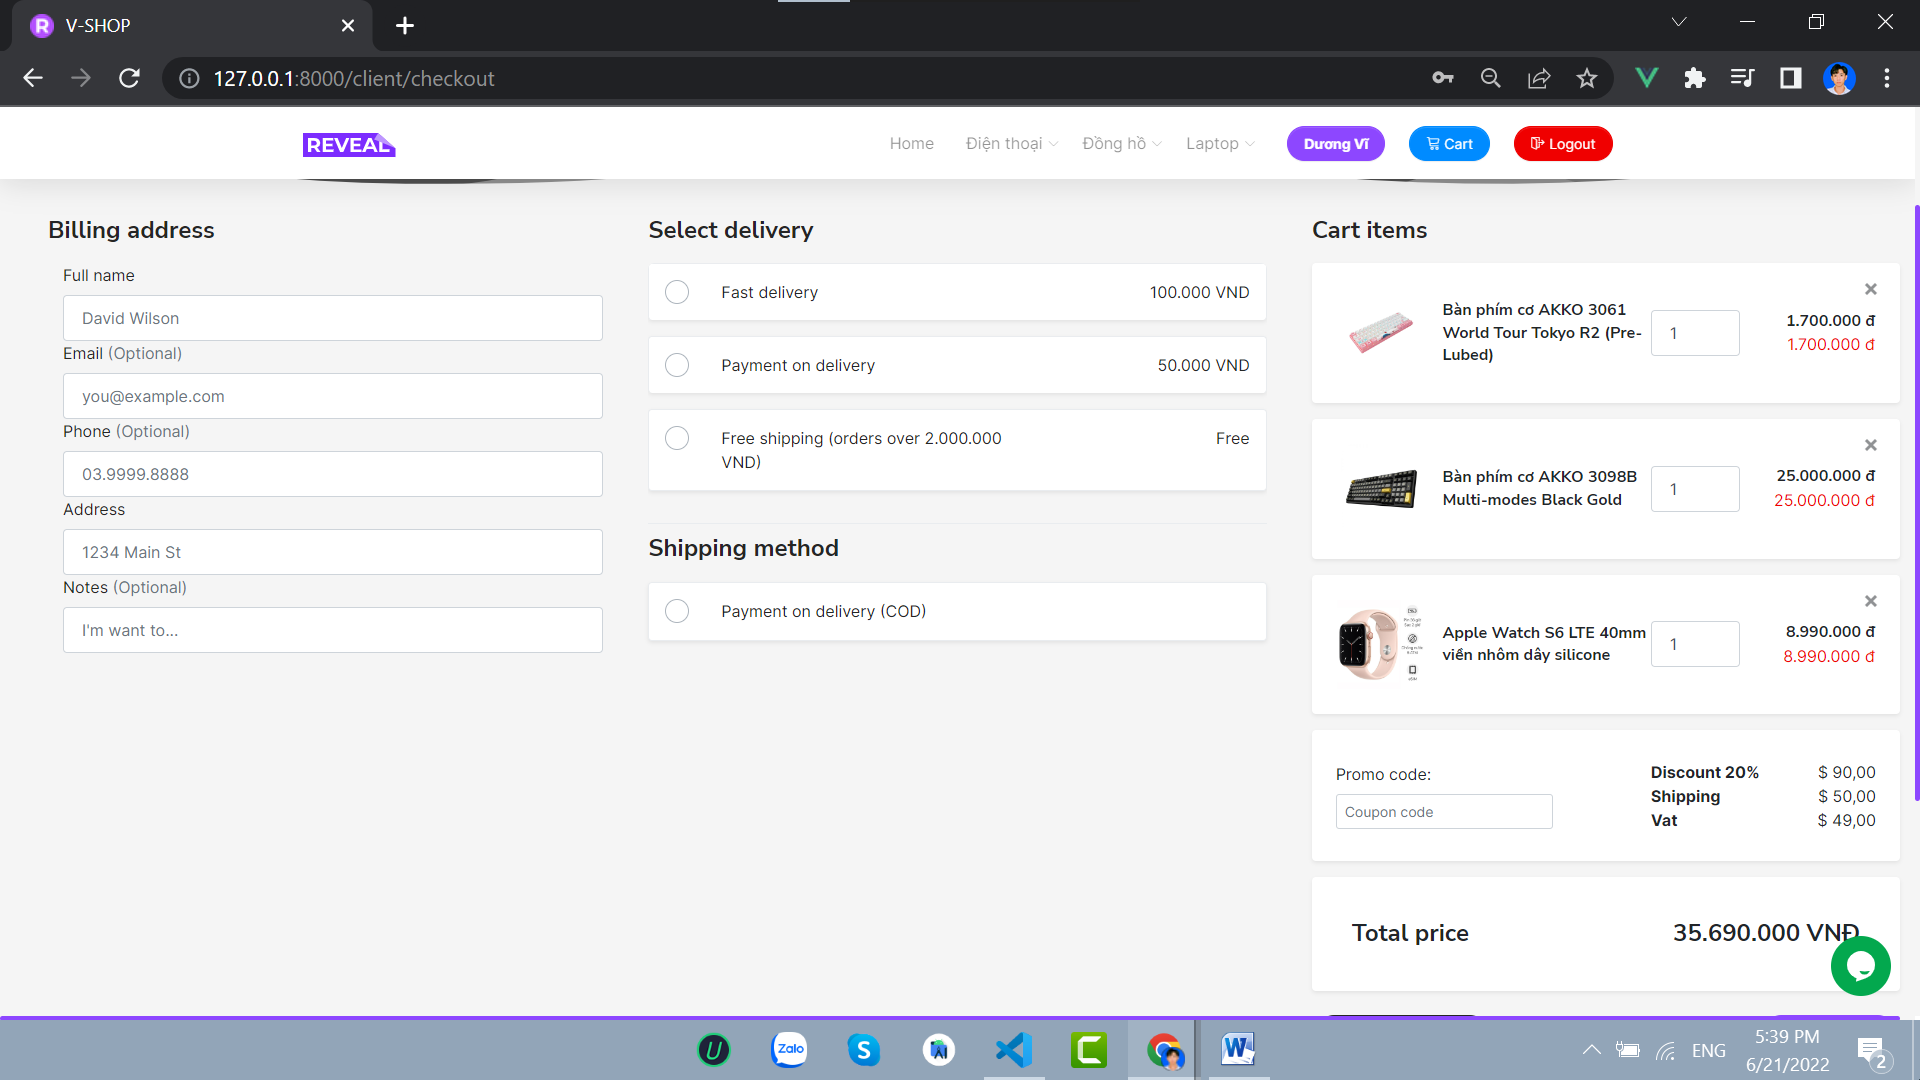 V-SHOP
127.0.0.1:8000/client/checkout
REVEAL
Home
Điện thoại
Đồng hồ
Laptop
Dương Vĩ
Cart
Logout
Billing address
Full name
David Wilson
Email (Optional)
you@example.com
Phone (Optional)
03.9999.8888
Address
1234 Main St
Notes (Optional)
I'm want to...
Select delivery
Fast delivery
100.000 VND
Payment on delivery
50.000 VND
Free shipping (orders over 2.000.000
VND)
Free
Shipping method
Payment on delivery (COD)
Cart items
Bàn phím cơ AKKO 3061
World Tour Tokyo R2 (Pre-
Lubed)
1
1.700.000 đ
1.700.000 đ
Bàn phím cơ AKKO 3098B
Multi-modes Black Gold
1
25.000.000 đ
25.000.000 đ
Apple Watch S6 LTE 40mm
viền nhôm dây silicone
1
8.990.000 đ
8.990.000 đ
Promo code:
Coupon code
Discount 20%
$ 90,00
Shipping
$ 50,00
Vat
$ 49,00
Total price
35.690.000 VNĐ
Zalo
ENG
5:39 PM
6/21/2022
2